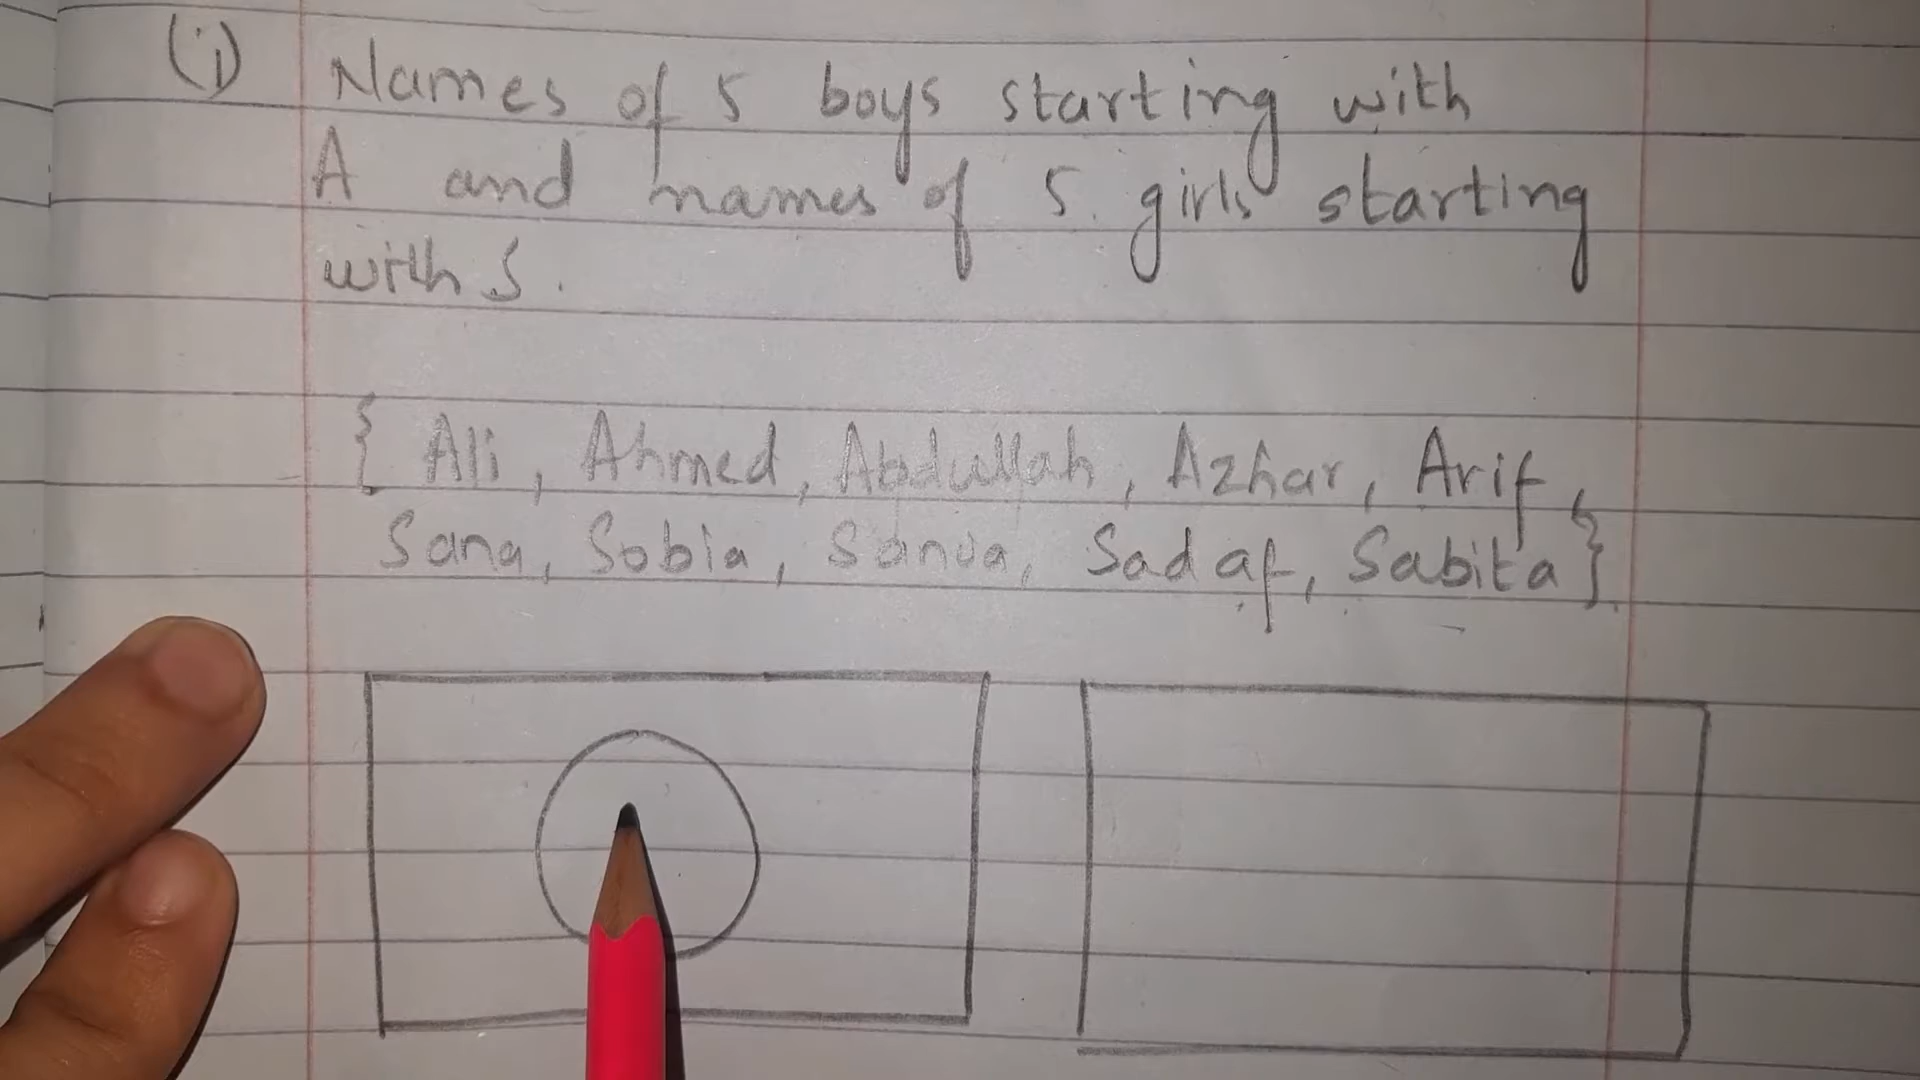 (i) Names of 5 boys starting with
A and names of 5 girls starting
with S.
{ Ali, Ahmed, Abdullah, Azhar, Arif,
Sana, Sobia, Sania, Sadaf, Sabita }